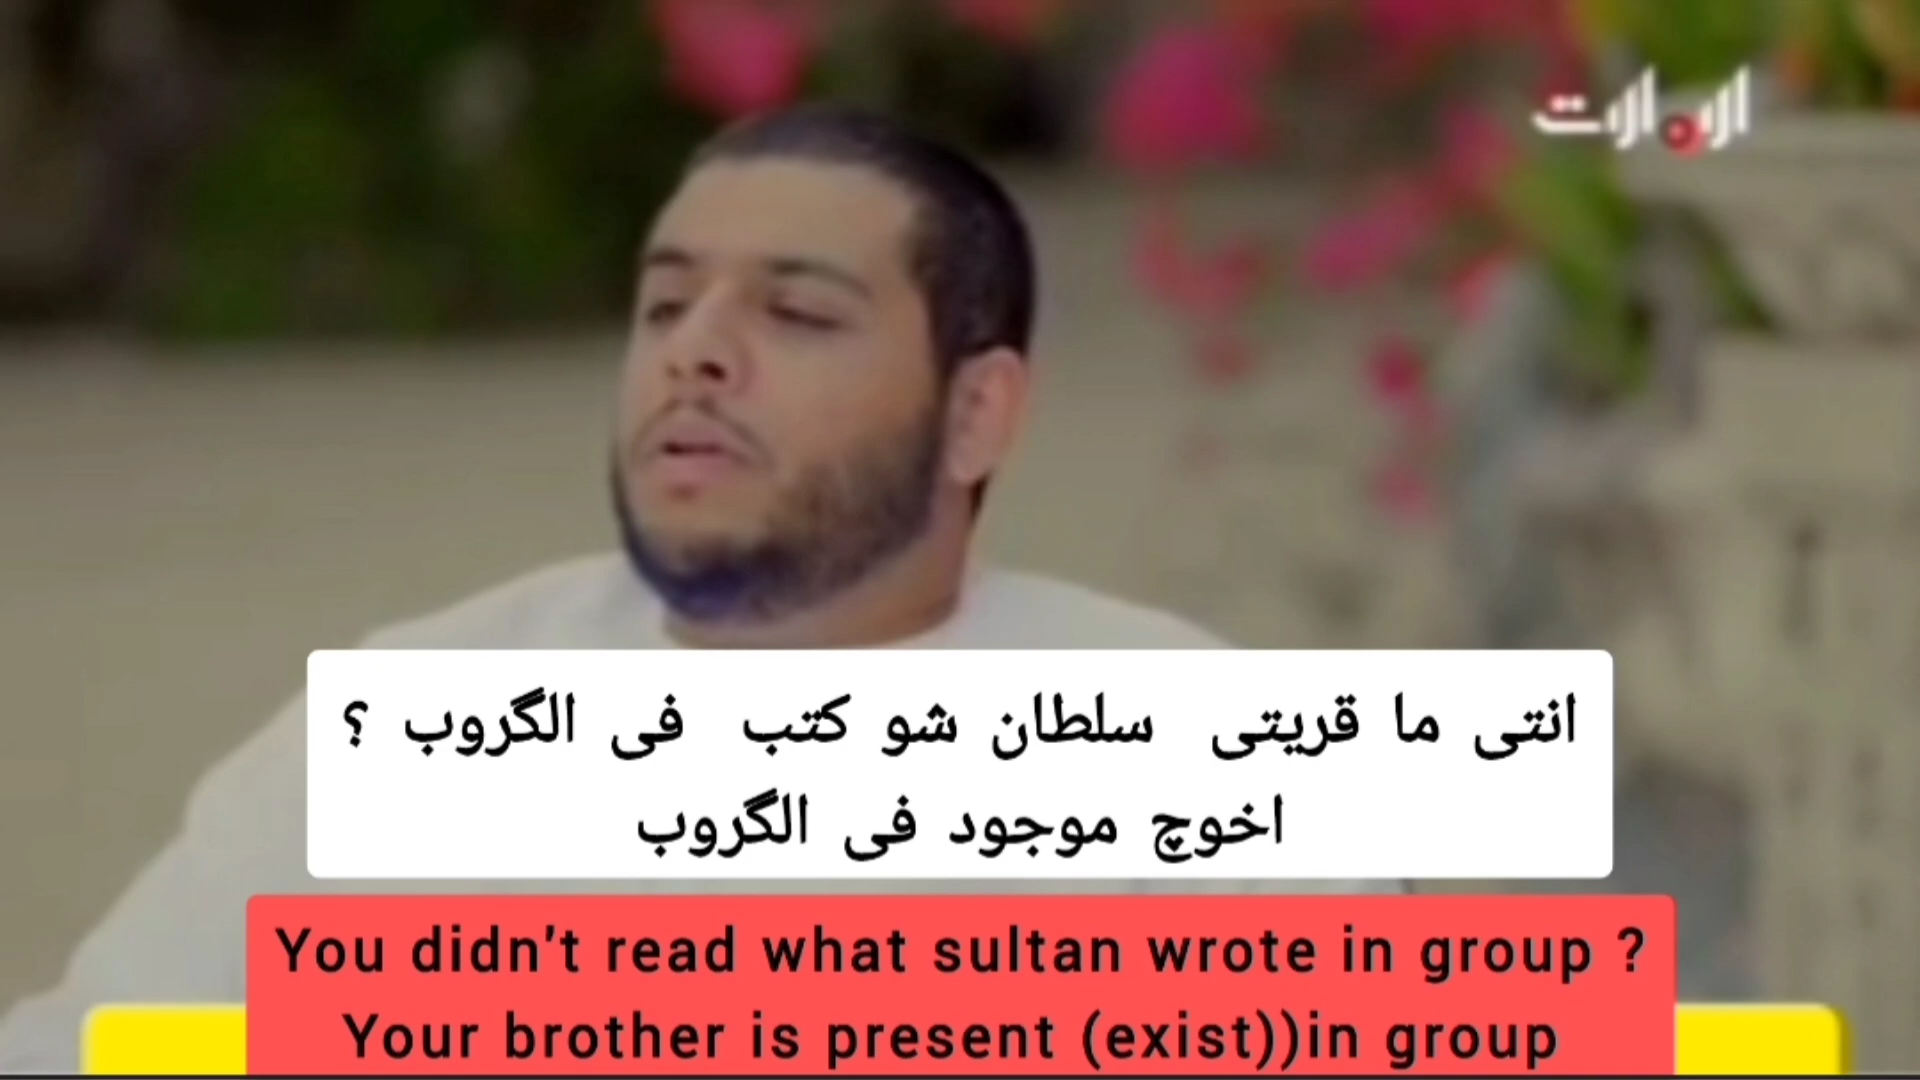 الإمارات
انتى ما قريتى سلطان شو كتب فى الگروب ؟
اخوچ موجود فى الگروب
You didn't read what sultan wrote in group ?
Your brother is present (exist))in group